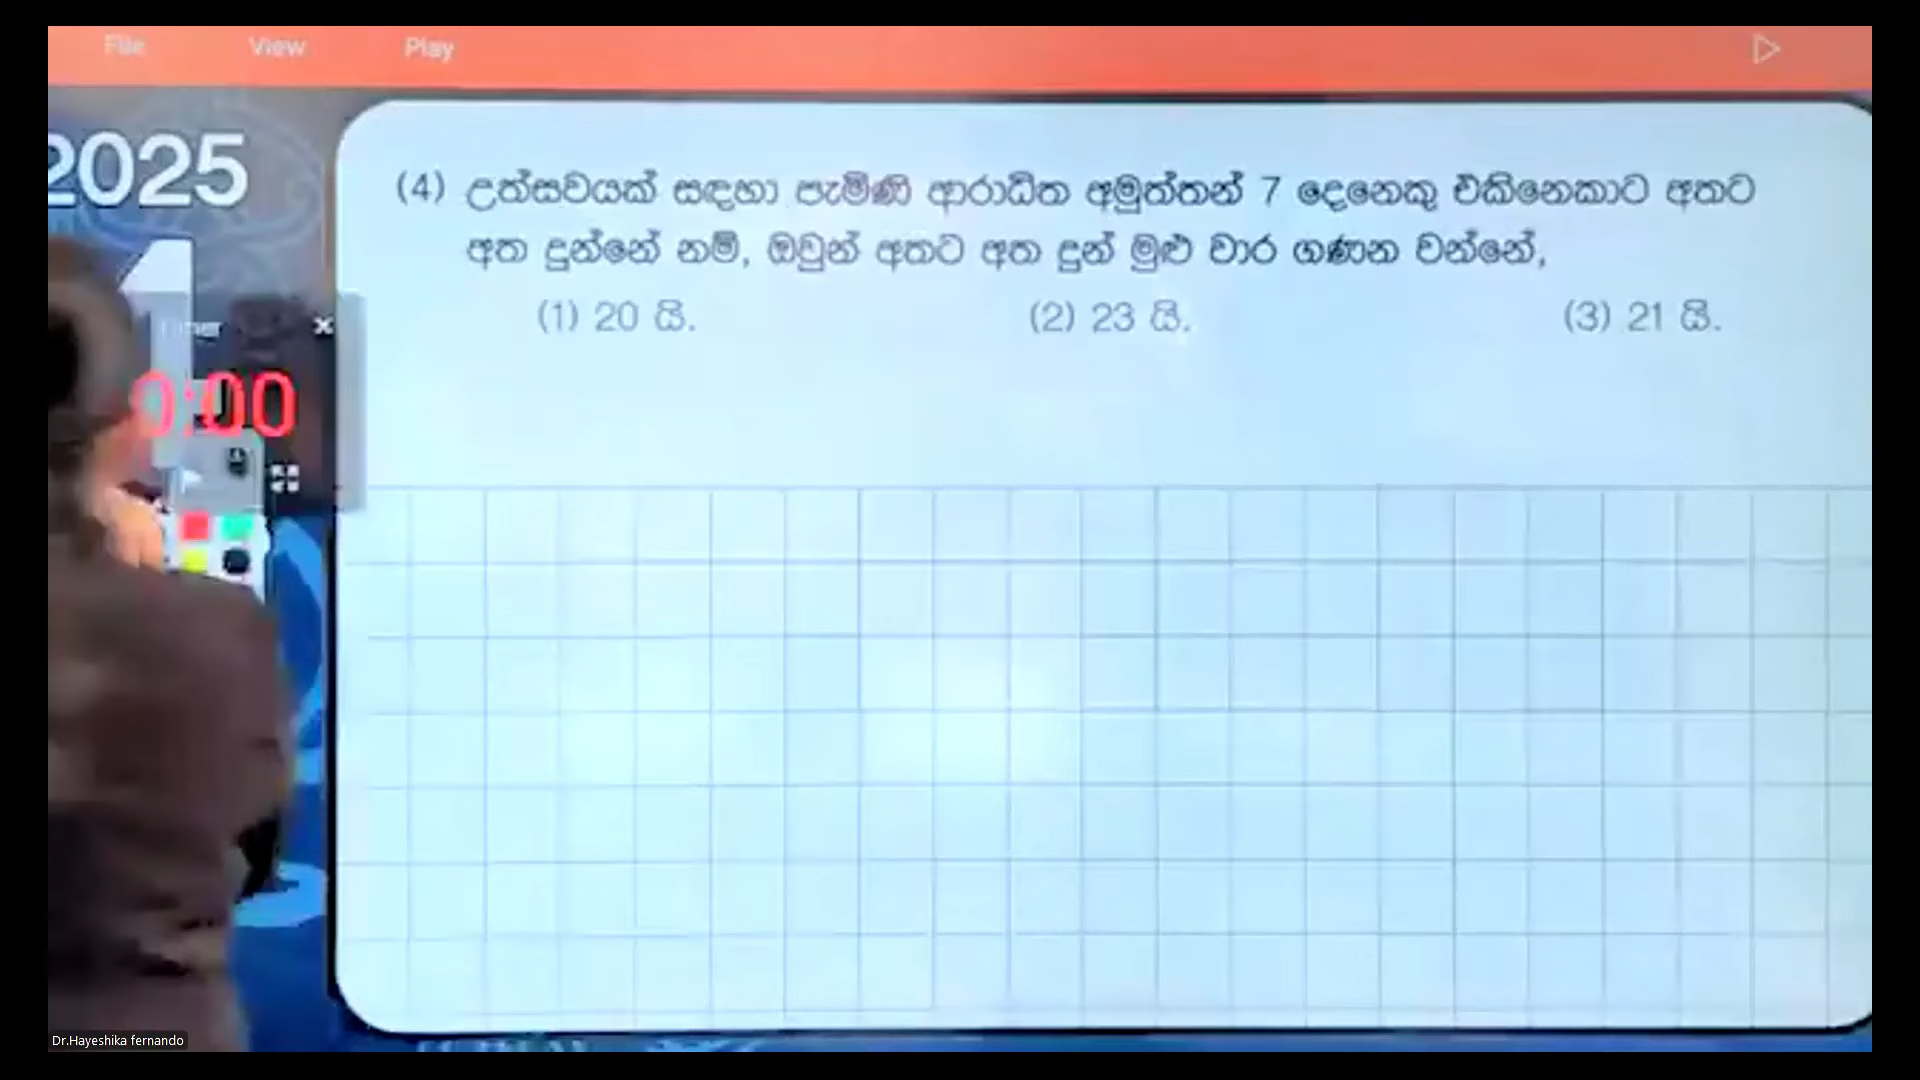 File View Play
2025
(4) උත්සවයක් සඳහා පැමිණි ආරාධිත අමුත්තන් 7 දෙනෙකු එකිනෙකාට අතට
අත දුන්නේ නම්, ඔවුන් අතට අත දුන් මුළු වාර ගණන වන්නේ,
(1) 20 යි. (2) 23 යි. (3) 21 යි.
0:00
Dr.Hayeshika fernando